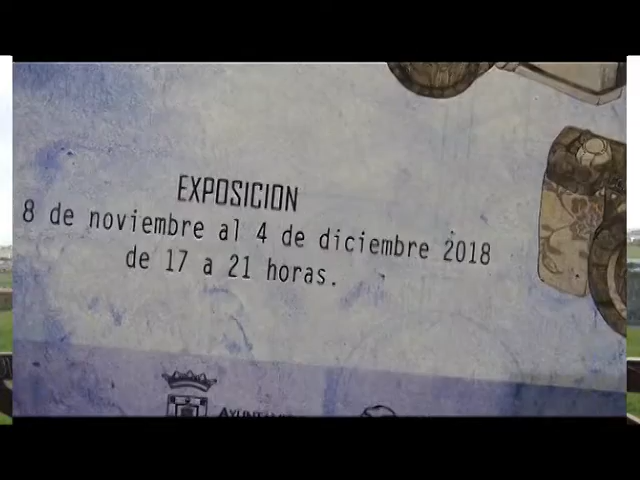 EXPOSICION
8 de noviembre al 4 de diciembre 2018
de 17 a 21 horas.